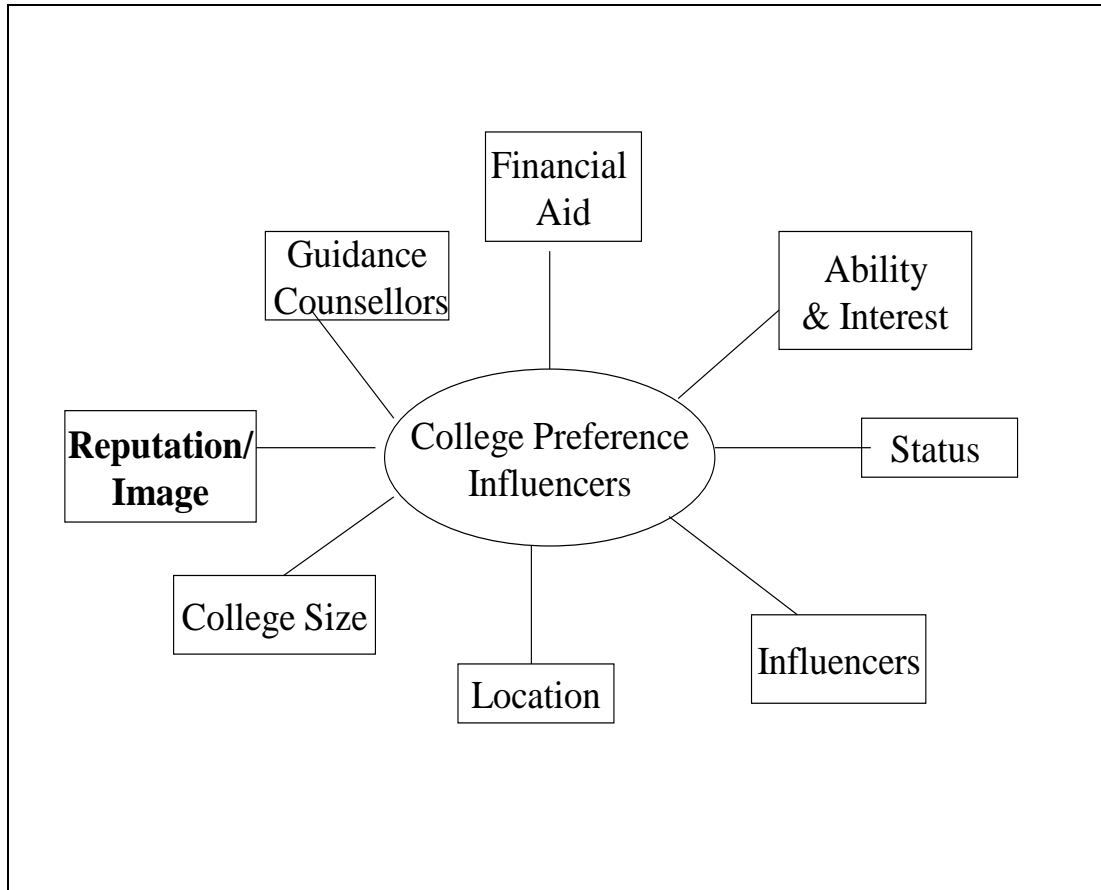 Financial
Aid
Guidance
Counsellors
Ability
& Interest
Reputation/
Image
College Preference
Influencers
Status
College Size
Influencers
Location